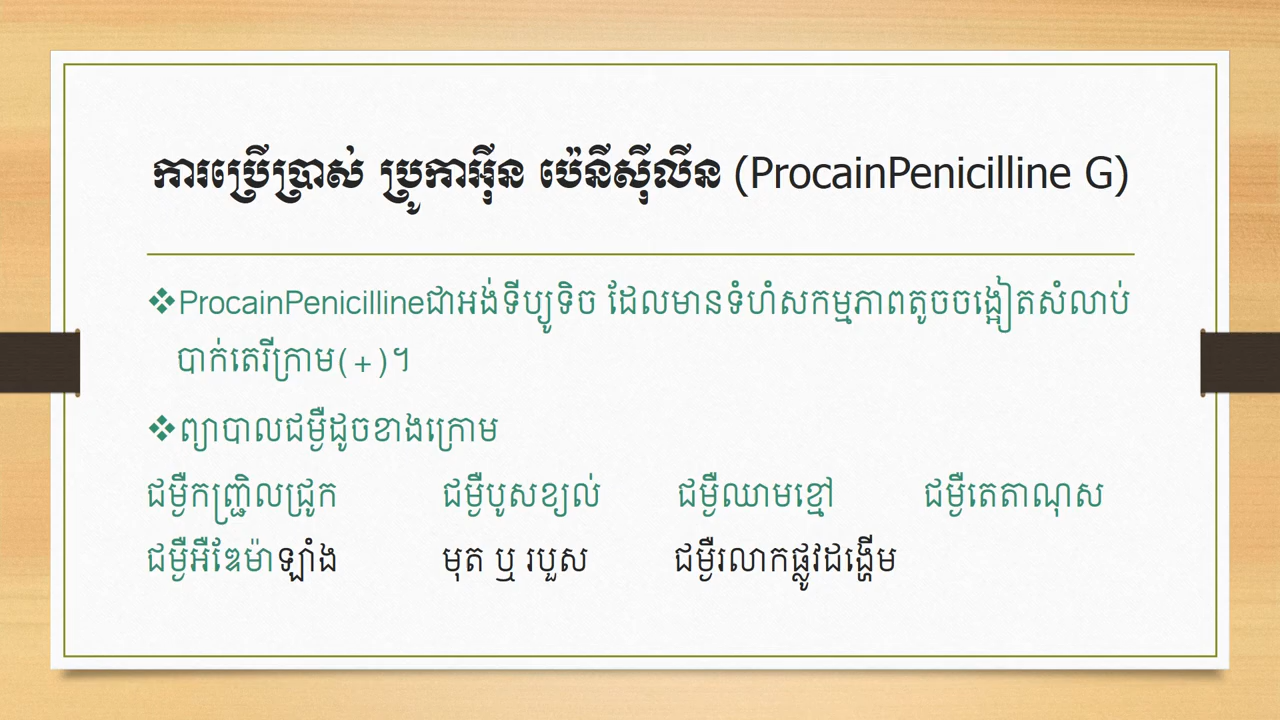 ការប្រើប្រាស់ ប្រូកាអ៊ីន ប៉េនីស៊ីលីន (ProcainPenicilline G)
❖ProcainPenicillineជាអង់ទីប្យូទិច ដែលមានទំហំសកម្មភាពតូចចង្អៀតសំលាប់
បាក់តេរីក្រាម(+)។
❖ព្យាបាលជម្ងឺដូចខាងក្រោម
ជម្ងឺកញ្ជ្រិលជ្រូក ជម្ងឺបូសខ្យល់ ជម្ងឺឈាមខ្មៅ ជម្ងឺតេតាណុស
ជម្ងឺអឺឌែម៉ាឡាំង មុត ឬ របួស ជម្ងឺរលាកផ្លូវដង្ហើម